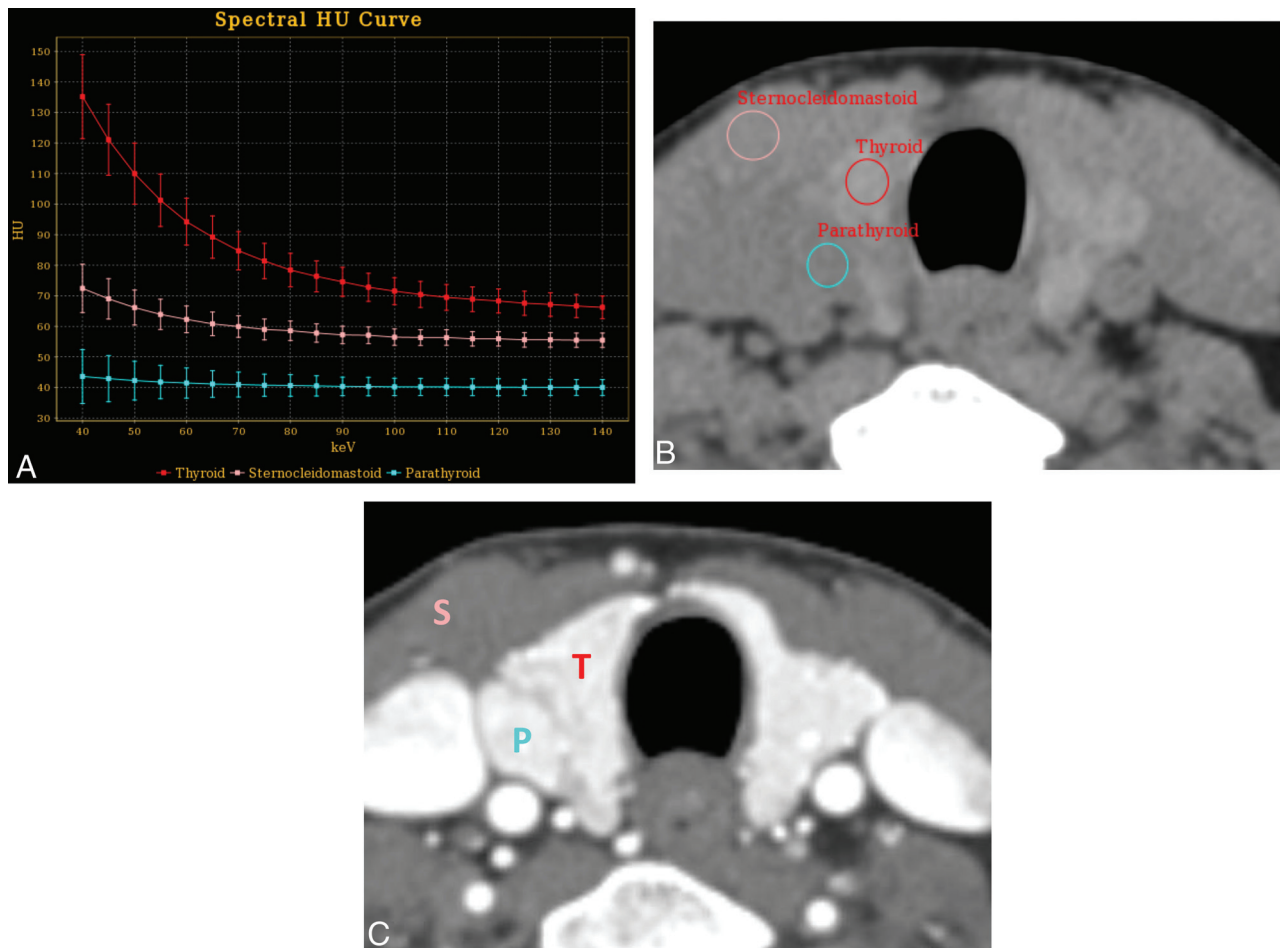 Spectral HU Curve
150
140
130
120
110
100
90
80
70
60
50
40
30
HU
40 50 60 70 80 90 100 110 120 130 140
keV
Thyroid Sternocleidomastoid Parathyroid
A
Sternocleidomastoid
Thyroid
Parathyroid
B
S
T
P
C